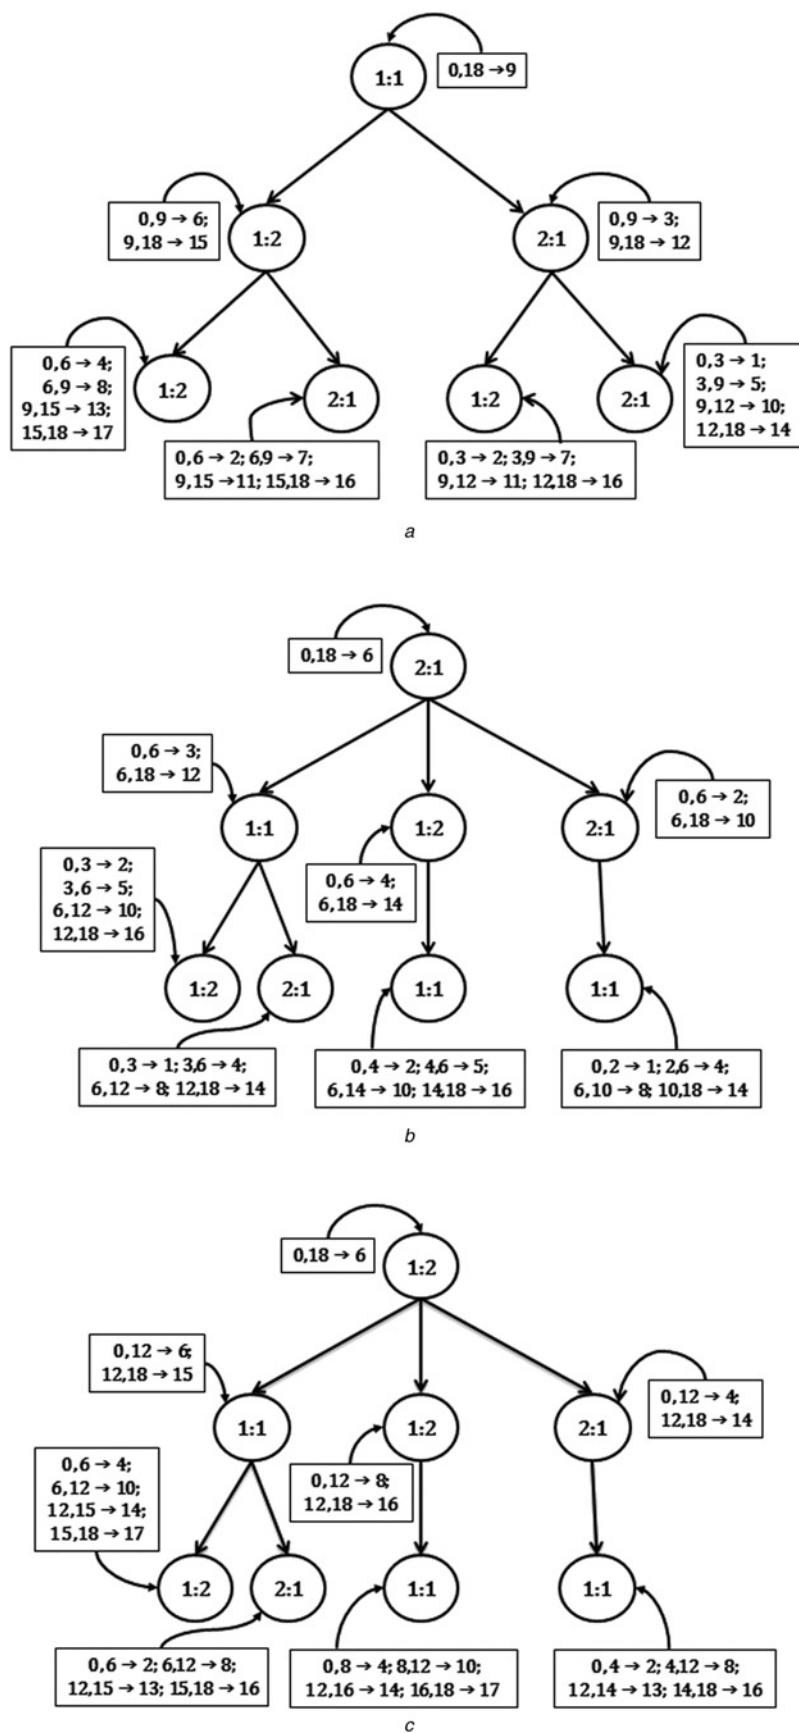 1:1
0,18 → 9
0,9 → 6;
9,18 → 15
1:2
2:1
0,9 → 3;
9,18 → 12
0,6 → 4;
6,9 → 8;
9,15 → 13;
15,18 → 17
1:2
2:1
1:2
2:1
0,3 → 1;
3,9 → 5;
9,12 → 10;
12,18 → 14
0,6 → 2; 6,9 → 7;
9,15 → 11; 15,18 → 16
0,3 → 2; 3,9 → 7;
9,12 → 11; 12,18 → 16
a
0,18 → 6
2:1
0,6 → 3;
6,18 → 12
1:1
1:2
2:1
0,6 → 2;
6,18 → 10
0,3 → 2;
3,6 → 5;
6,12 → 10;
12,18 → 16
0,6 → 4;
6,18 → 14
1:2
2:1
1:1
1:1
0,3 → 1; 3,6 → 4;
6,12 → 8; 12,18 → 14
0,4 → 2; 4,6 → 5;
6,14 → 10; 14,18 → 16
0,2 → 1; 2,6 → 4;
6,10 → 8; 10,18 → 14
b
0,18 → 6
1:2
0,12 → 6;
12,18 → 15
1:1
1:2
2:1
0,12 → 4;
12,18 → 14
0,6 → 4;
6,12 → 10;
12,15 → 14;
15,18 → 17
0,12 → 8;
12,18 → 16
1:2
2:1
1:1
1:1
0,6 → 2; 6,12 → 8;
12,15 → 13; 15,18 → 16
0,8 → 4; 8,12 → 10;
12,16 → 14; 16,18 → 17
0,4 → 2; 4,12 → 8;
12,14 → 13; 14,18 → 16
c